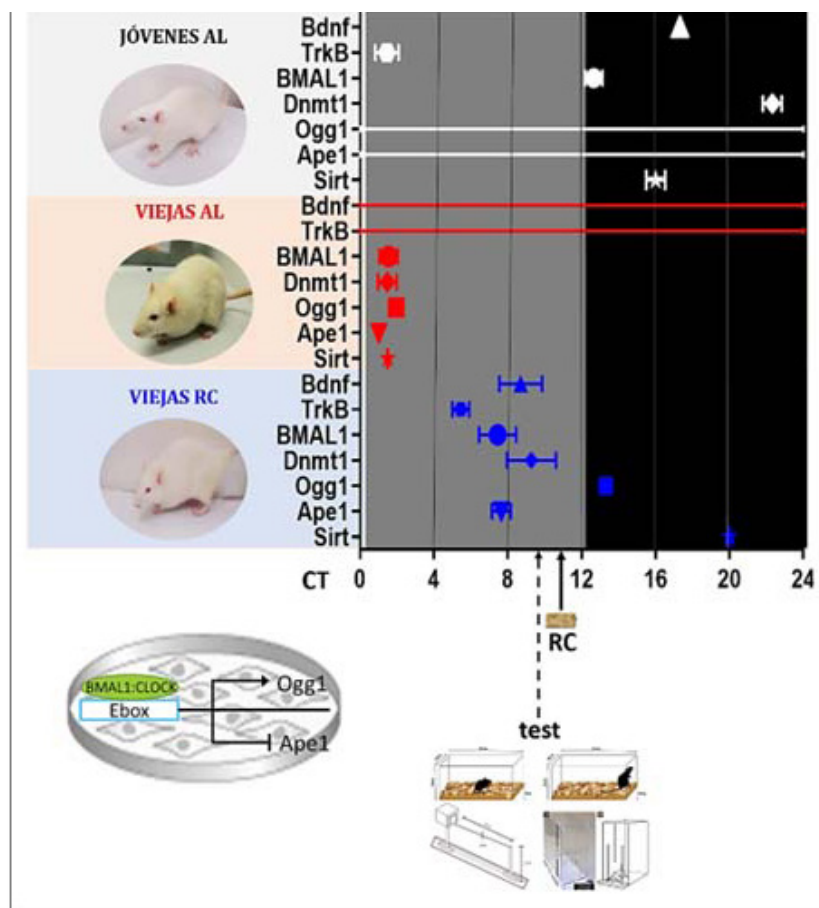 JÓVENES AL
Bdnf
TrkB
BMAL1
Dnmt1
Ogg1
Ape1
Sirt
VIEJAS AL
Bdnf
TrkB
BMAL1
Dnmt1
Ogg1
Ape1
Sirt
VIEJAS RC
Bdnf
TrkB
BMAL1
Dnmt1
Ogg1
Ape1
Sirt
CT 0 4 8 12 16 20 24
RC
BMAL1:CLOCK
Ebox
Ogg1
Ape1
test